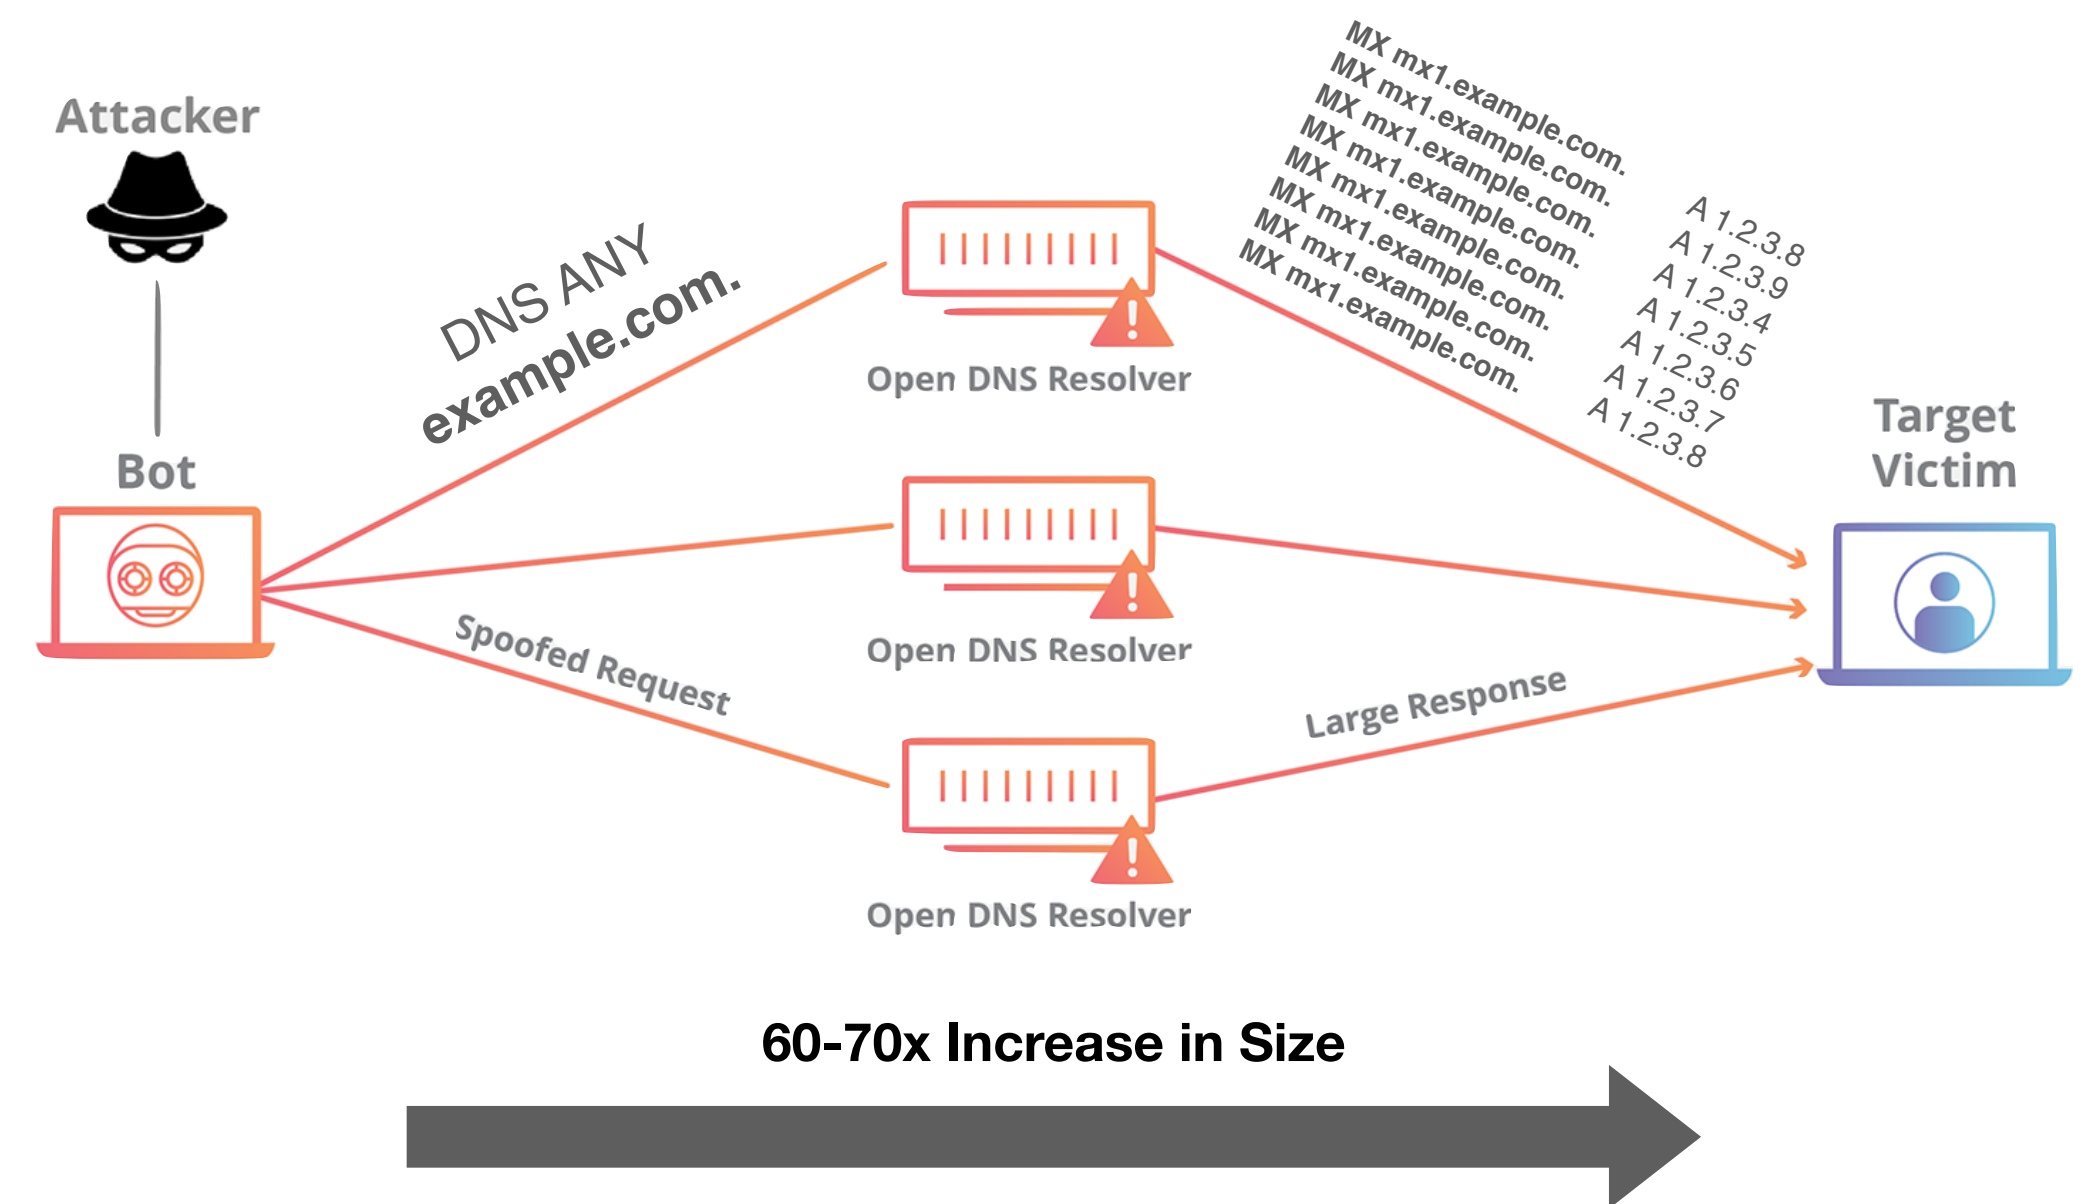 Attacker
Bot
DNS ANY
example.com.
Spoofed Request
Open DNS Resolver
Open DNS Resolver
Open DNS Resolver
MX mx1.example.com.
MX mx1.example.com.
MX mx1.example.com.
MX mx1.example.com.
MX mx1.example.com.
MX mx1.example.com.
MX mx1.example.com.
MX mx1.example.com.
A 1.2.3.8
A 1.2.3.9
A 1.2.3.4
A 1.2.3.5
A 1.2.3.6
A 1.2.3.7
A 1.2.3.8
Large Response
Target
Victim
60-70x Increase in Size